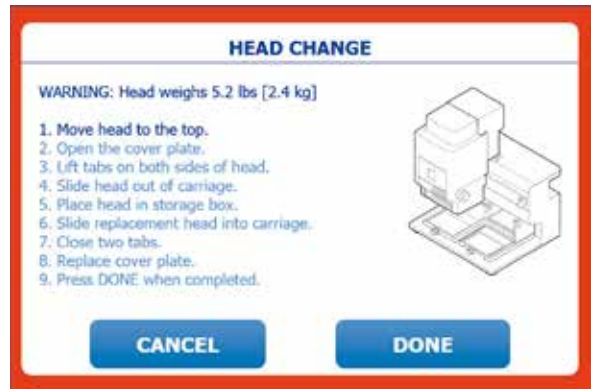 HEAD CHANGE
WARNING: Head weighs 5.2 lbs [2.4 kg]
1. Move head to the top.
2. Open the cover plate.
3. Lift tabs on both sides of head.
4. Slide head out of carriage.
5. Place head in storage box.
6. Slide replacement head into carriage.
7. Close two tabs.
8. Replace cover plate.
9. Press DONE when completed.
CANCEL
DONE